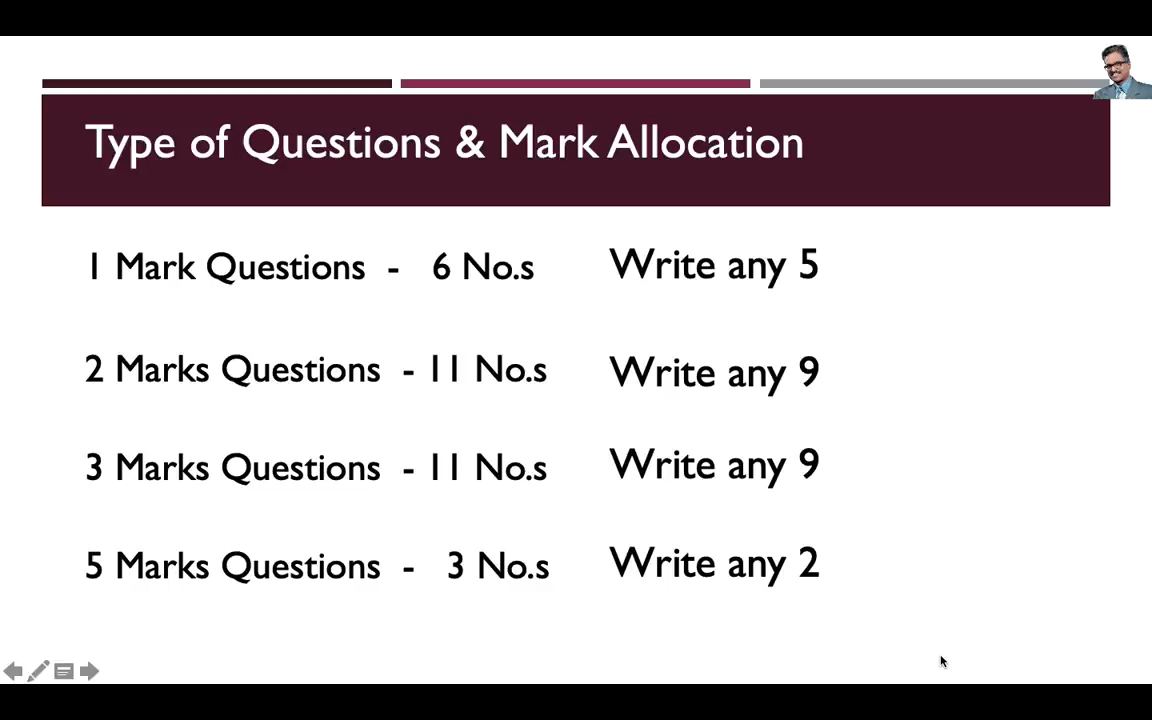 Type of Questions & Mark Allocation
1 Mark Questions - 6 No.s Write any 5
2 Marks Questions - 11 No.s Write any 9
3 Marks Questions - 11 No.s Write any 9
5 Marks Questions - 3 No.s Write any 2